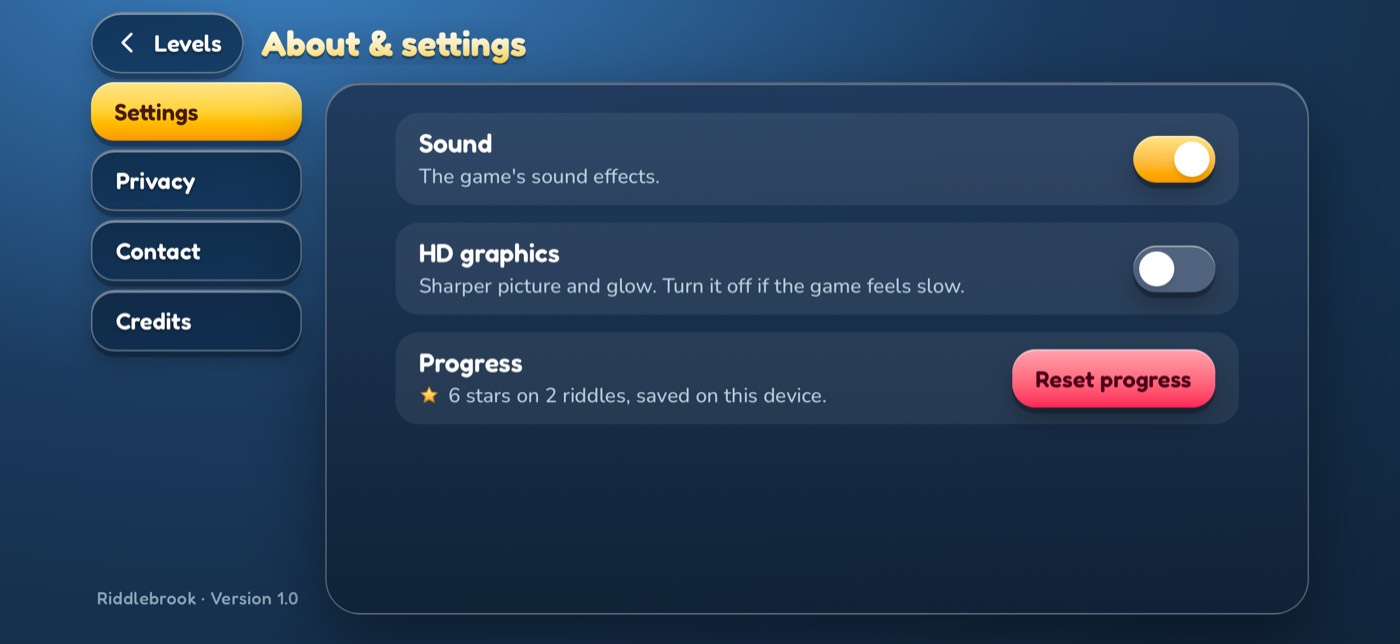 Levels
About & settings
Settings
Privacy
Contact
Credits
Riddlebrook · Version 1.0
Sound
The game's sound effects.
HD graphics
Sharper picture and glow. Turn it off if the game feels slow.
Progress
6 stars on 2 riddles, saved on this device.
Reset progress